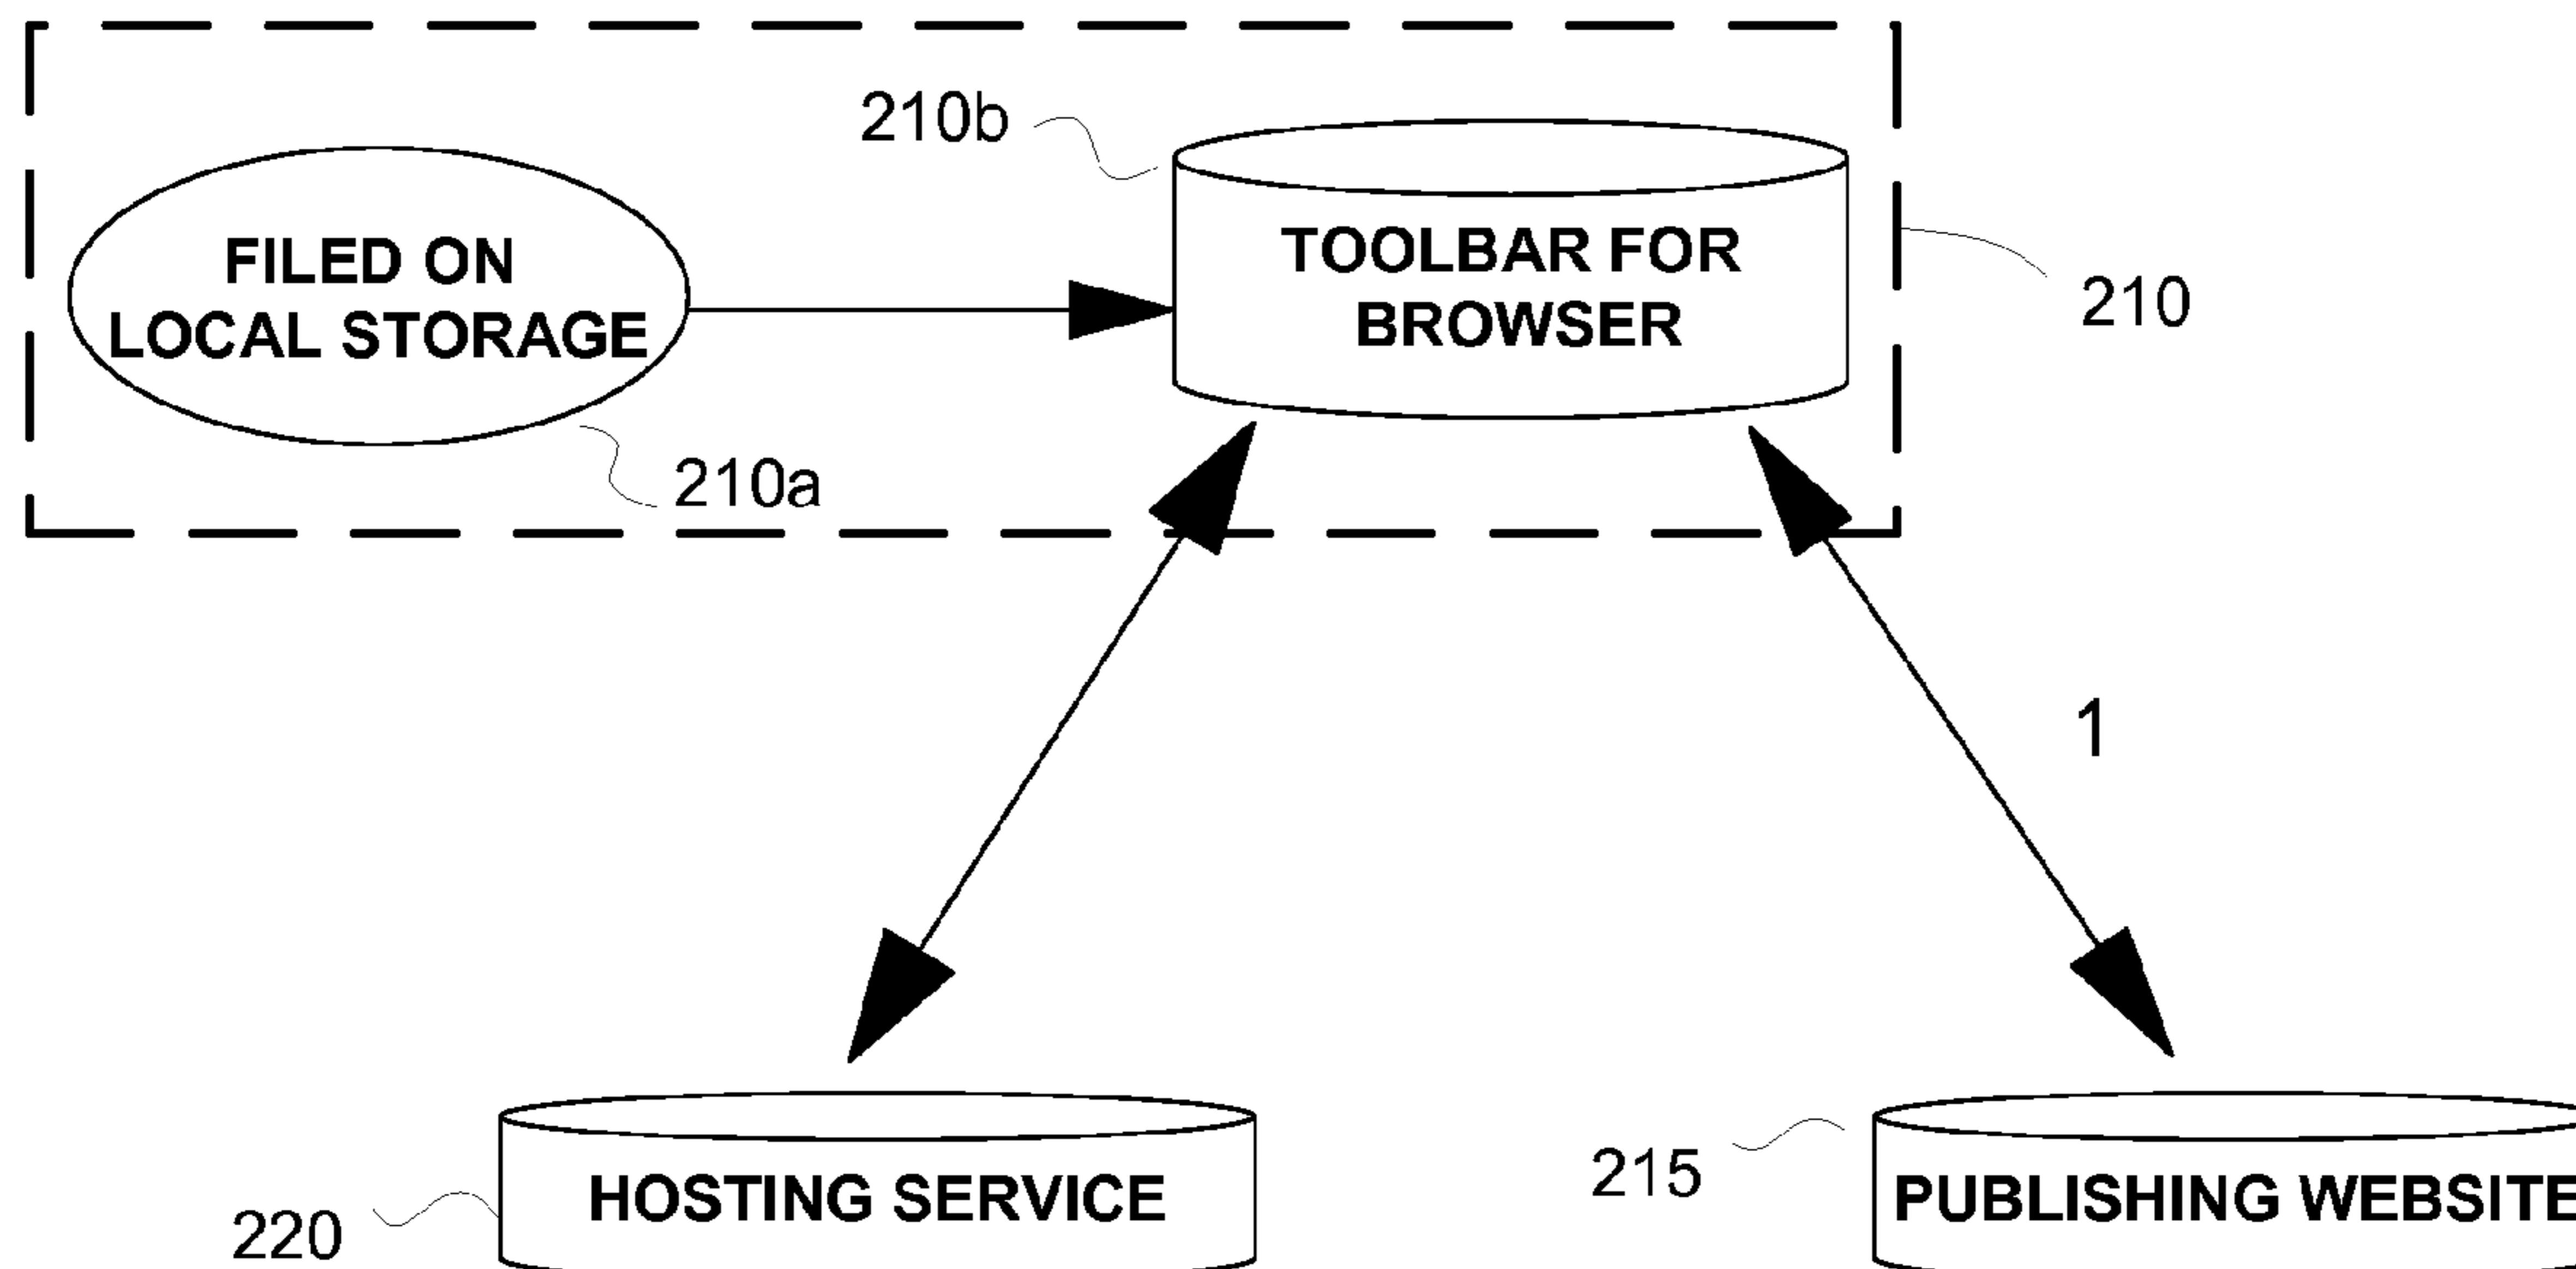 210b
TOOLBAR FOR
BROWSER
FILED ON
LOCAL STORAGE
210
210a
1
215
HOSTING SERVICE
PUBLISHING WEBSITE
220